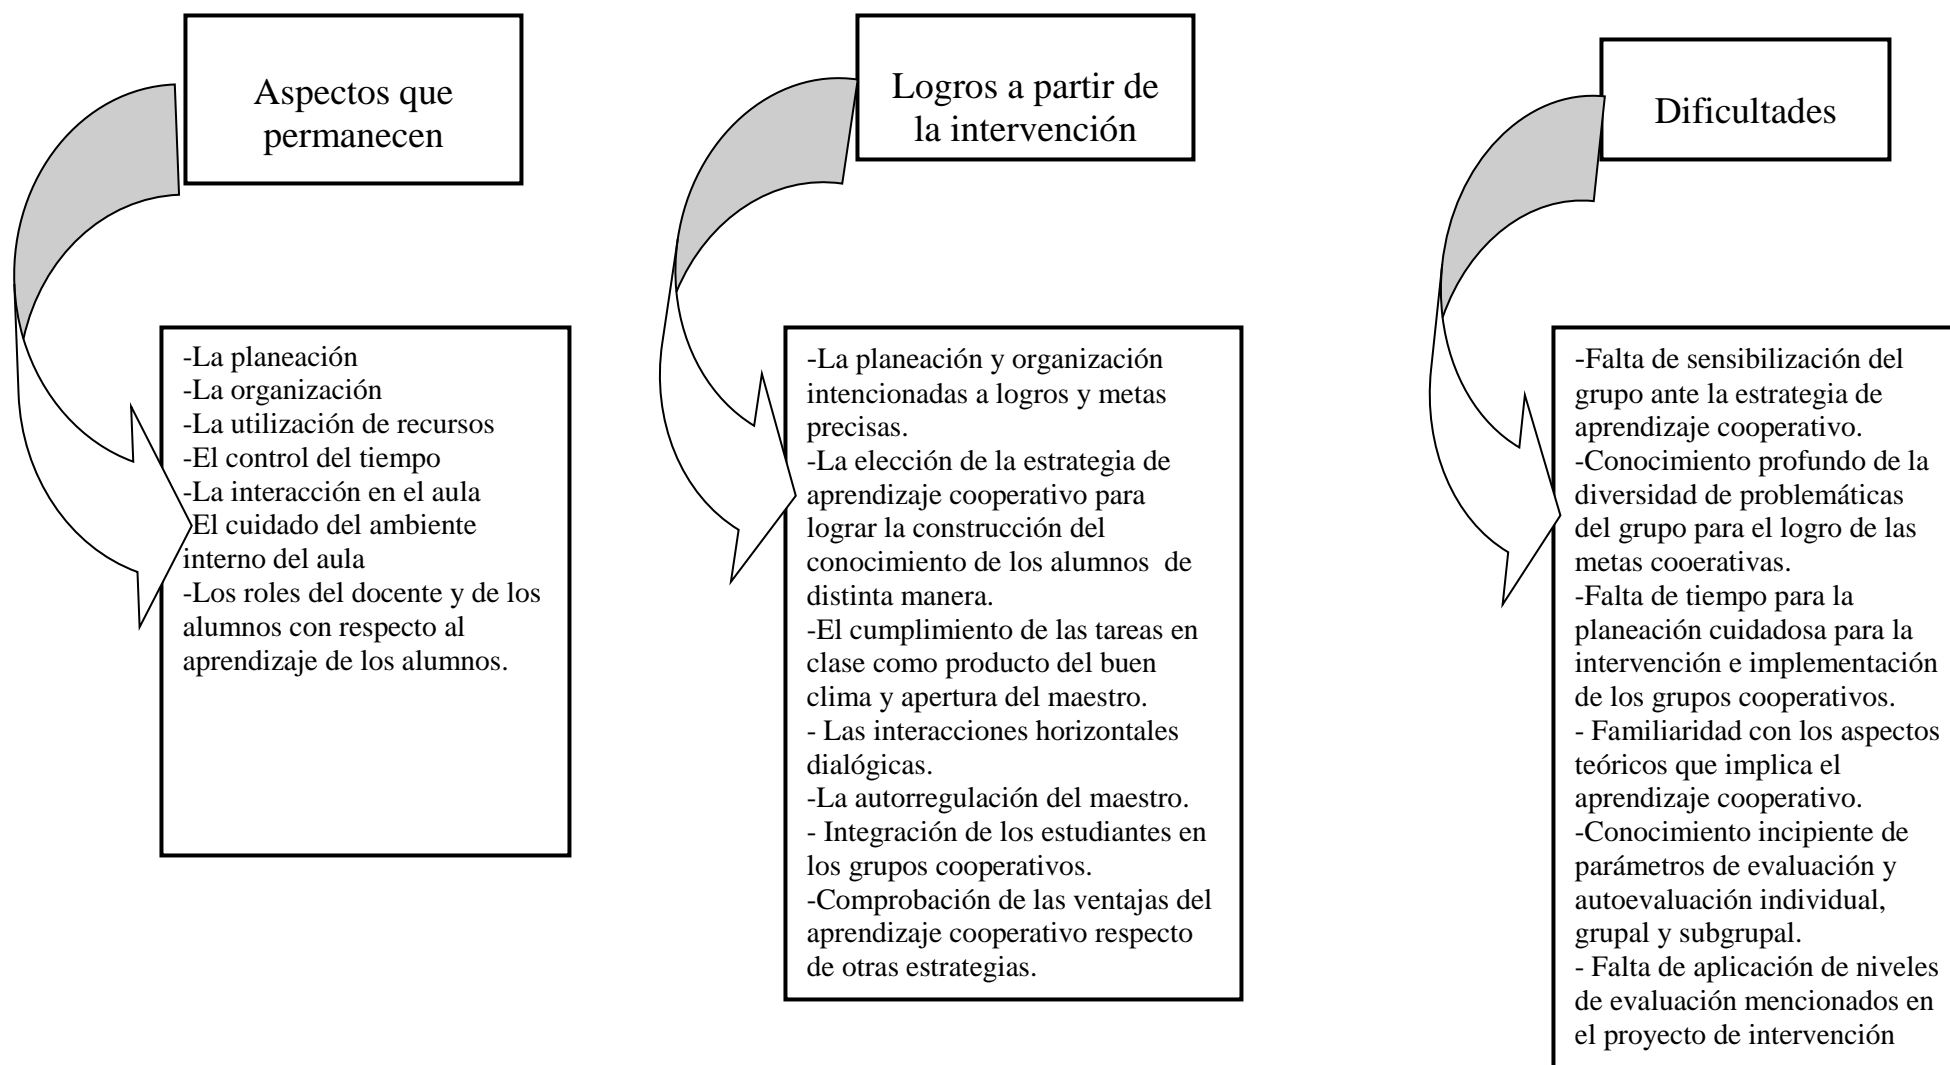 Aspectos que
permanecen
-La planeación
-La organización
-La utilización de recursos
-El control del tiempo
-La interacción en el aula
-El cuidado del ambiente
interno del aula
-Los roles del docente y de los
alumnos con respecto al
aprendizaje de los alumnos.
Logros a partir de
la intervención
-La planeación y organización
intencionadas a logros y metas
precisas.
-La elección de la estrategia de
aprendizaje cooperativo para
lograr la construcción del
conocimiento de los alumnos  de
distinta manera.
-El cumplimiento de las tareas en
clase como producto del buen
clima y apertura del maestro.
- Las interacciones horizontales
dialógicas.
-La autorregulación del maestro.
- Integración de los estudiantes en
los grupos cooperativos.
-Comprobación de las ventajas del
aprendizaje cooperativo respecto
de otras estrategias.
Dificultades
-Falta de sensibilización del
grupo ante la estrategia de
aprendizaje cooperativo.
-Conocimiento profundo de la
diversidad de problemáticas
del grupo para el logro de las
metas cooerativas.
-Falta de tiempo para la
planeación cuidadosa para la
intervención e implementación
de los grupos cooperativos.
- Familiaridad con los aspectos
teóricos que implica el
aprendizaje cooperativo.
-Conocimiento incipiente de
parámetros de evaluación y
autoevaluación individual,
grupal y subgrupal.
- Falta de aplicación de niveles
de evaluación mencionados en
el proyecto de intervención